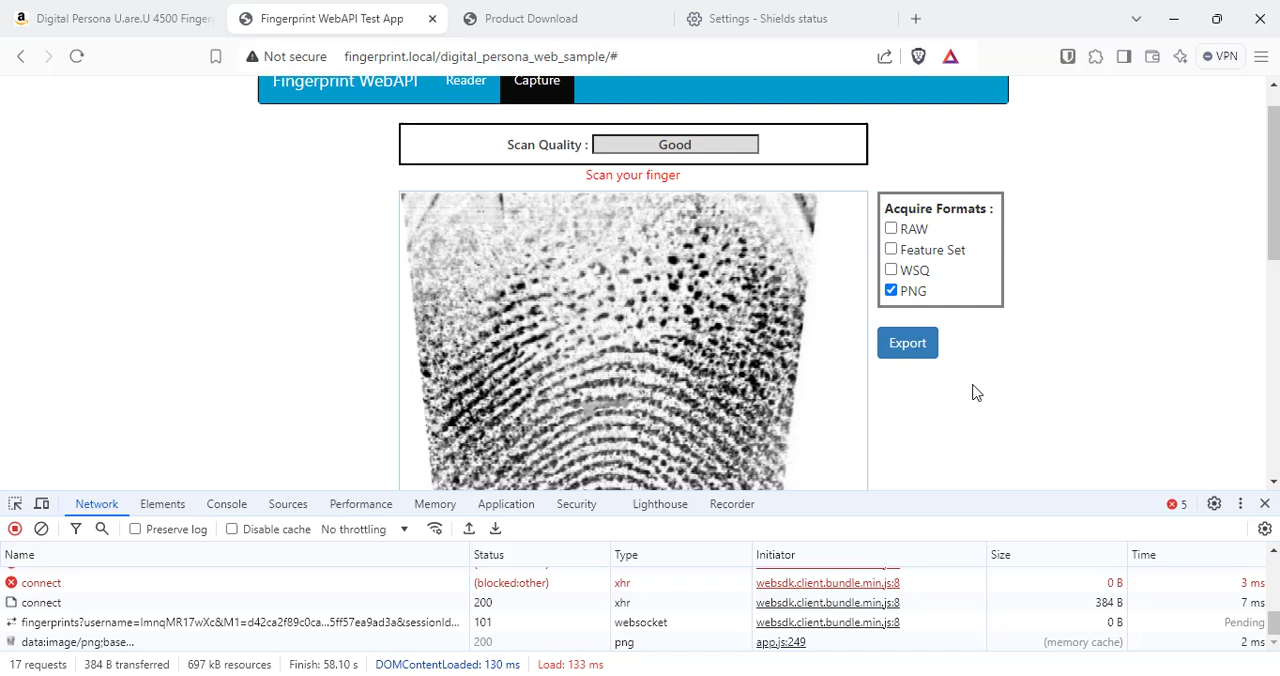 Digital Persona U.are.U 4500 Finger
Fingerprint WebAPI Test App
Product Download
Settings - Shields status
Not secure
fingerprint.local/digital_persona_web_sample/#
VPN
Fingerprint WebAPI
Reader
Capture
Scan Quality :
Good
Scan your finger
Acquire Formats :
RAW
Feature Set
WSQ
PNG
Export
Network
Elements
Console
Sources
Performance
Memory
Application
Security
Lighthouse
Recorder
5
Preserve log
Disable cache
No throttling
Name
Status
Type
Initiator
Size
Time
connect
(blocked:other)
xhr
websdk.client.bundle.min.js:8
0 B
3 ms
connect
200
xhr
websdk.client.bundle.min.js:8
384 B
7 ms
fingerprints?username=ImnqMR17wXc&M1=d42ca2f89c0ca...5ff57ea9ad3a&sessionId...
101
websocket
websdk.client.bundle.min.js:8
0 B
Pending
data:image/png;base...
200
png
app.js:249
(memory cache)
2 ms
17 requests
384 B transferred
697 kB resources
Finish: 58.10 s
DOMContentLoaded: 130 ms
Load: 133 ms